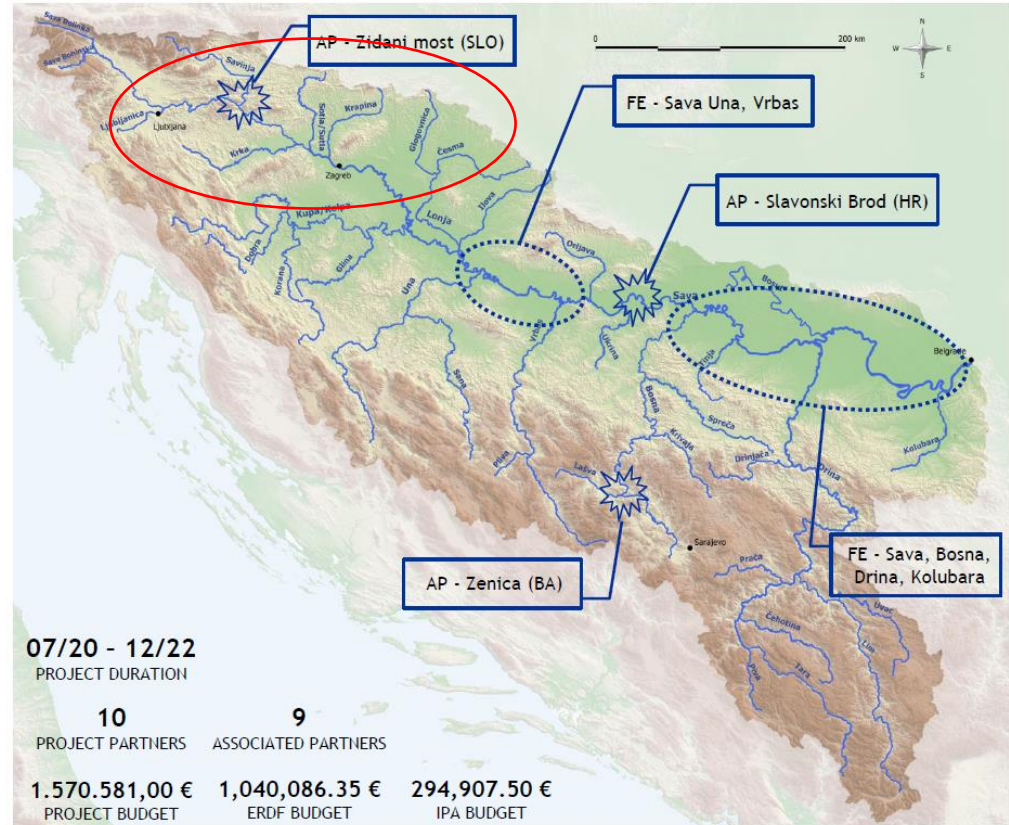 Sava Dolinka
Sava Bohinjska
Savinja
AP - Zidani most (SLO)
0
200 km
N
W
E
S
FE - Sava Una, Vrbas
Ljubljanica
Ljubljana
Sotla/Sutla
Krapina
Glogovnica
Česma
Krka
Zagreb
AP - Slavonski Brod (HR)
Kupa/Kolpa
Lonja
Ilova
Dobra
Korana
Glina
Una
Orljava
Sava
Bosut
Vrbas
Ukrina
Tinja
Belgrade
Sana
Bosna
Spreča
Kolubara
Pliva
Krivaja
Drinjača
Drina
Lašva
Sarajevo
FE - Sava, Bosna,
Drina, Kolubara
AP - Zenica (BA)
Prača
Uvac
Ćehotina
Lim
Piva
Tara
07/20 - 12/22
PROJECT DURATION
10
PROJECT PARTNERS
9
ASSOCIATED PARTNERS
1.570.581,00 €
PROJECT BUDGET
1,040,086.35 €
ERDF BUDGET
294,907.50 €
IPA BUDGET